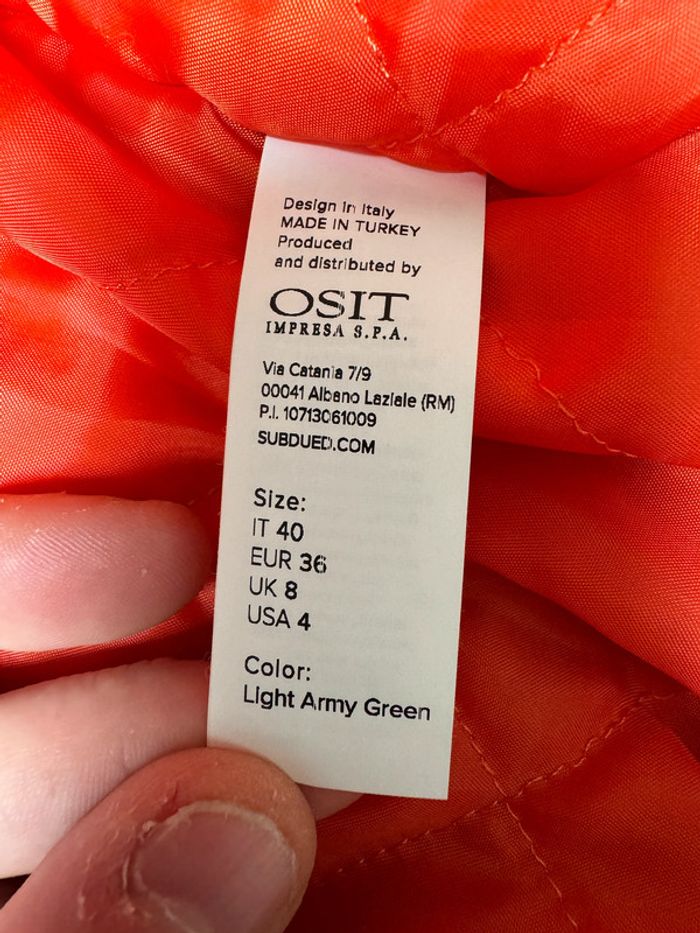 Design in Italy
MADE IN TURKEY
Produced
and distributed by
OSIT
IMPRESA S.P.A.
Via Catania 7/9
00041 Albano Laziale (RM)
P.I. 10713061009
SUBDUED.COM
Size:
IT 40
EUR 36
UK 8
USA 4
Color:
Light Army Green